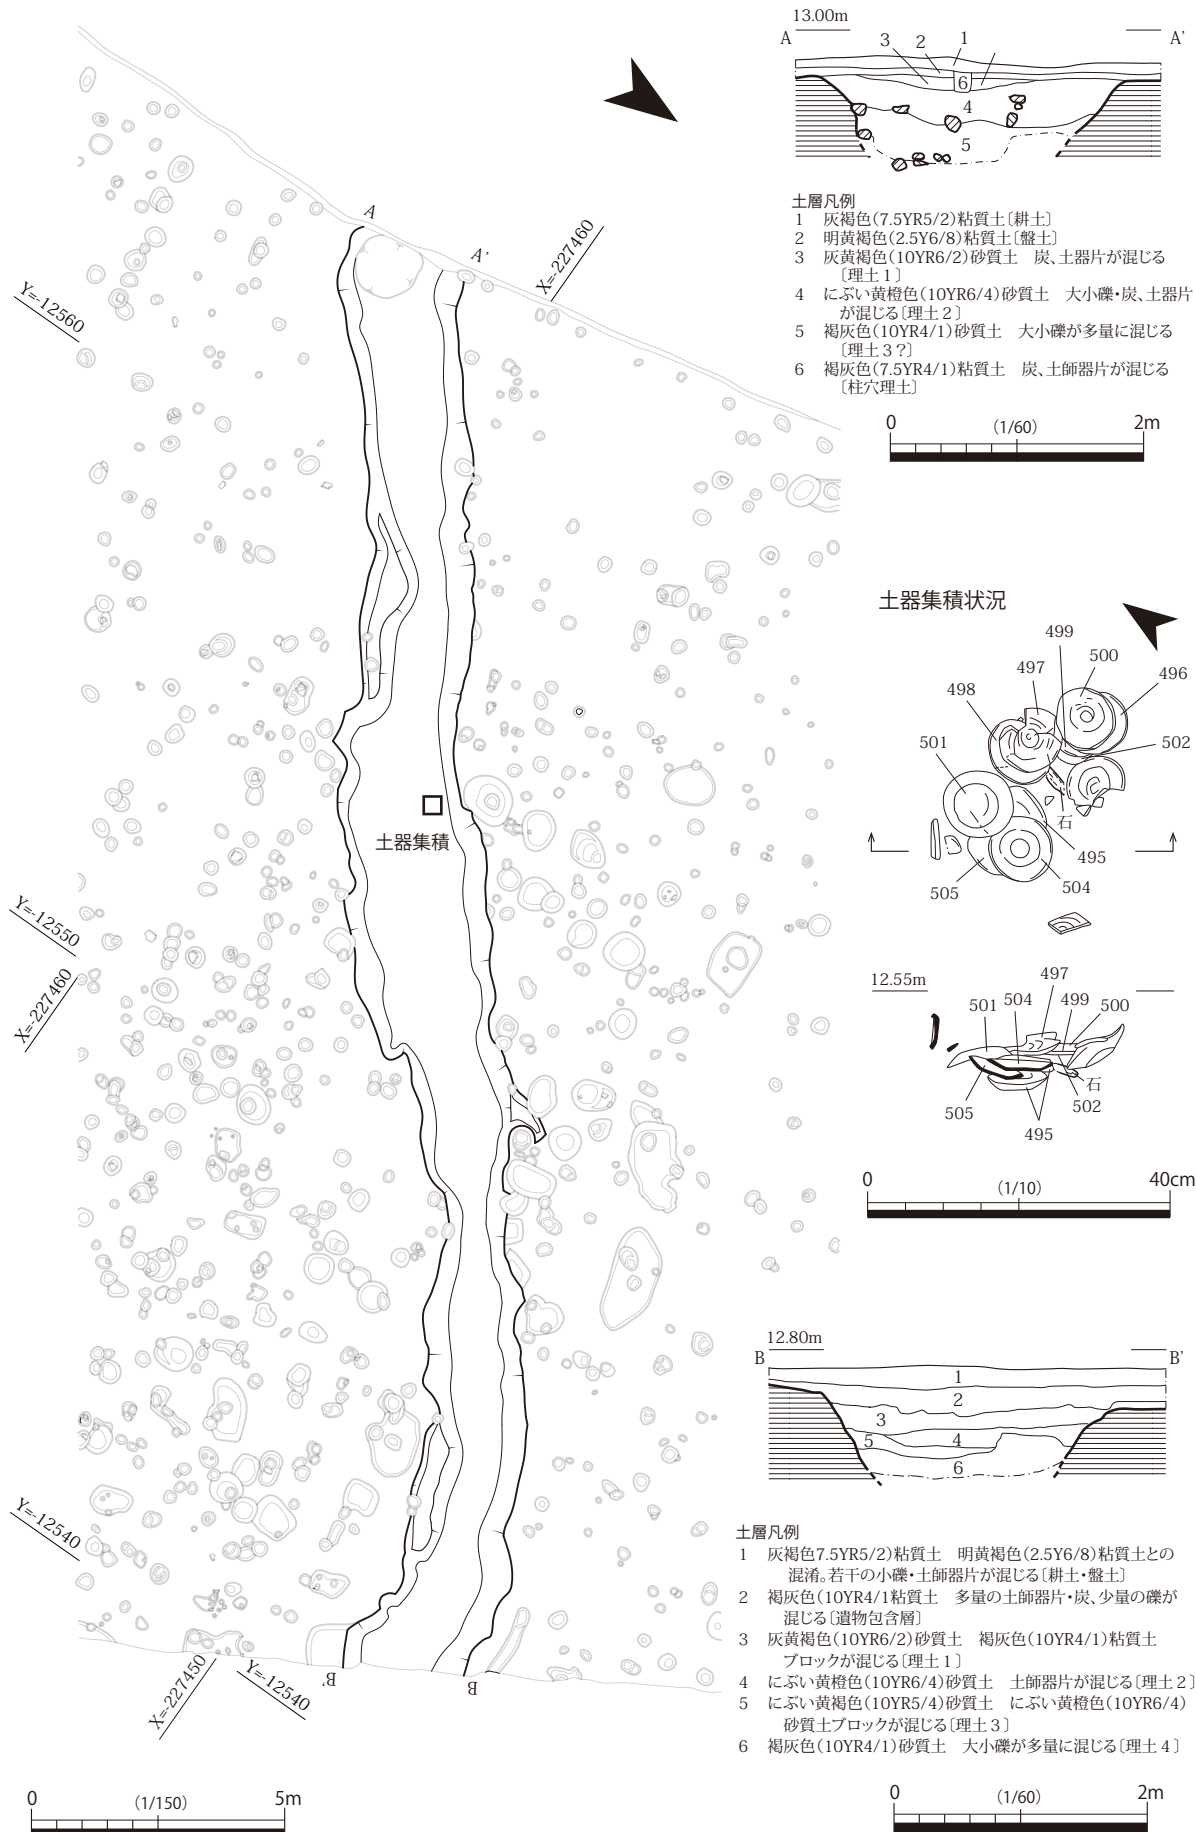 13.00m
A
A'
3
2
1
6
4
5
土層凡例
1 灰褐色(7.5YR5/2)粘質土〔耕土〕
2 明黄褐色(2.5Y6/8)粘質土〔盤土〕
3 灰黄褐色(10YR6/2)砂質土 炭、土器片が混じる
〔理土1〕
4 にぶい黄橙色(10YR6/4)砂質土 大小礫・炭、土器片
が混じる〔理土2〕
5 褐灰色(10YR4/1)砂質土 大小礫が多量に混じる
〔理土3?〕
6 褐灰色(7.5YR4/1)粘質土 炭、土師器片が混じる
〔柱穴理土〕
0 (1/60) 2m
A
A'
X=-227460
Y=-12560
土器集積
Y=-12550
X=-227460
Y=-12540
X=-227450
Y=-12540
B'
B
0 (1/150) 5m
土器集積状況
499
500
497
496
498
501
502
石
495
505
504
12.55m
497
501
504
499
500
石
505
502
495
0 (1/10) 40cm
12.80m
B
B'
1
2
3
5
4
6
土層凡例
1 灰褐色7.5YR5/2)粘質土 明黄褐色(2.5Y6/8)粘質土との
混淆。若干の小礫・土師器片が混じる〔耕土・盤土〕
2 褐灰色(10YR4/1粘質土 多量の土師器片・炭、少量の礫が
混じる〔遺物包含層〕
3 灰黄褐色(10YR6/2)砂質土 褐灰色(10YR4/1)粘質土
ブロックが混じる〔理土1〕
4 にぶい黄橙色(10YR6/4)砂質土 土師器片が混じる〔理土2〕
5 にぶい黄褐色(10YR5/4)砂質土 にぶい黄橙色(10YR6/4)
砂質土ブロックが混じる〔理土3〕
6 褐灰色(10YR4/1)砂質土 大小礫が多量に混じる〔理土4〕
0 (1/60) 2m